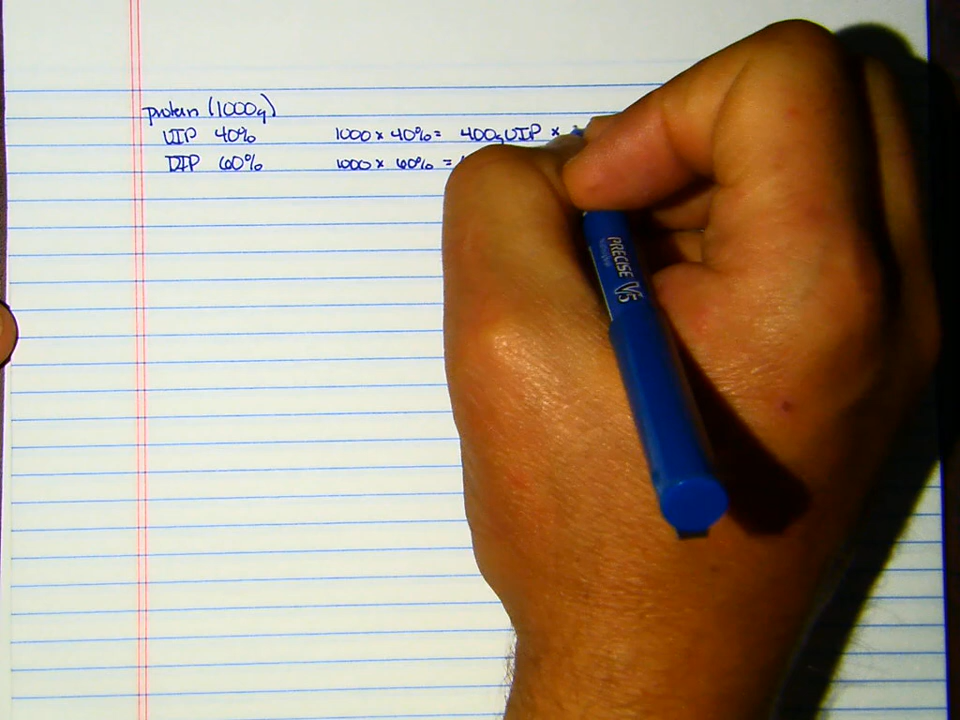 protein (1000g)
UIP 40% 1000 × 40% = 400g UIP ×
DIP 60% 1000 × 60% =
PRECISE V5